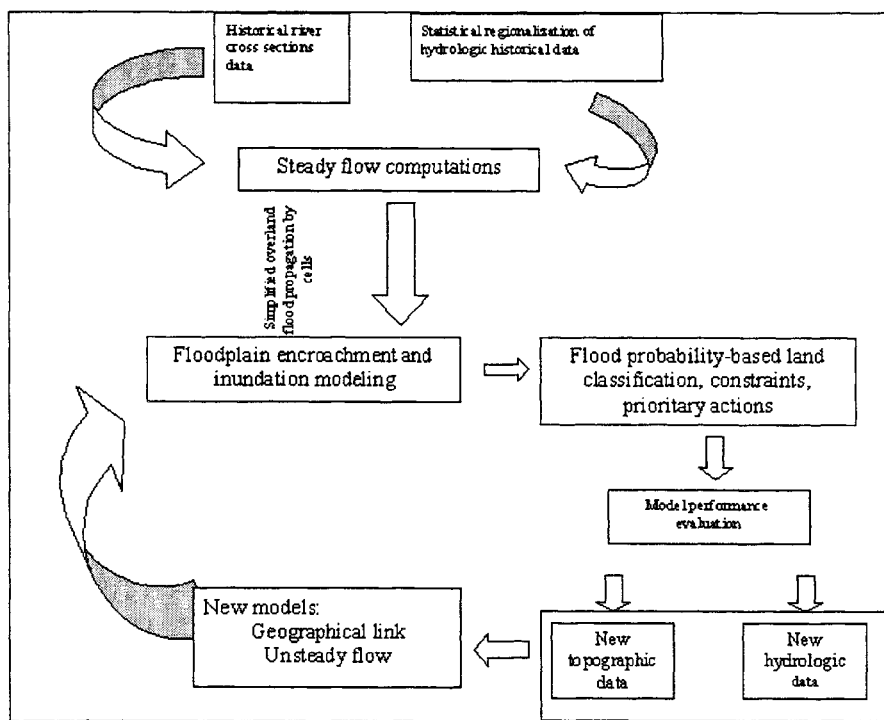 Historical river
cross sections
data
Statistical regionalization of
hydrologic historical data
Steady flow computations
Simplified overland
flood propagation by
cells
Floodplain encroachment and
inundation modeling
Flood probability-based land
classification, constraints,
prioritary actions
Model performance
evaluation
New models:
Geographical link
Unsteady flow
New
topographic
data
New
hydrologic
data